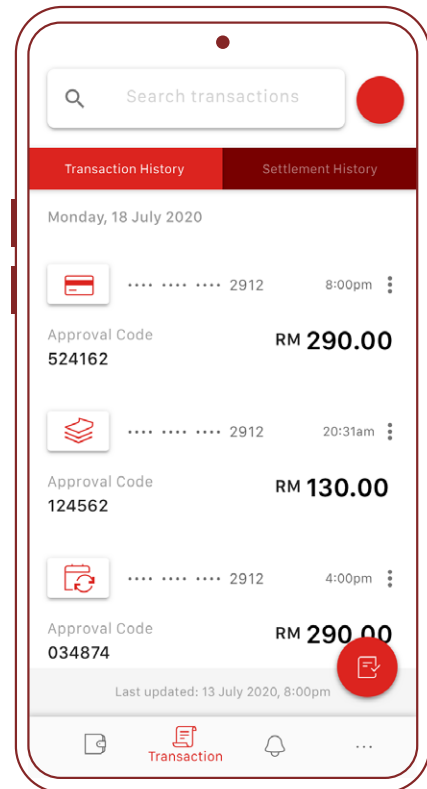 Search transactions
Transaction History Settlement History
Monday, 18 July 2020
•••• •••• •••• 2912 8:00pm
Approval Code
RM 290.00
524162
•••• •••• •••• 2912 20:31am
Approval Code
RM 130.00
124562
•••• •••• •••• 2912 4:00pm
Approval Code
RM 290.00
034874
Last updated: 13 July 2020, 8:00pm
Transaction